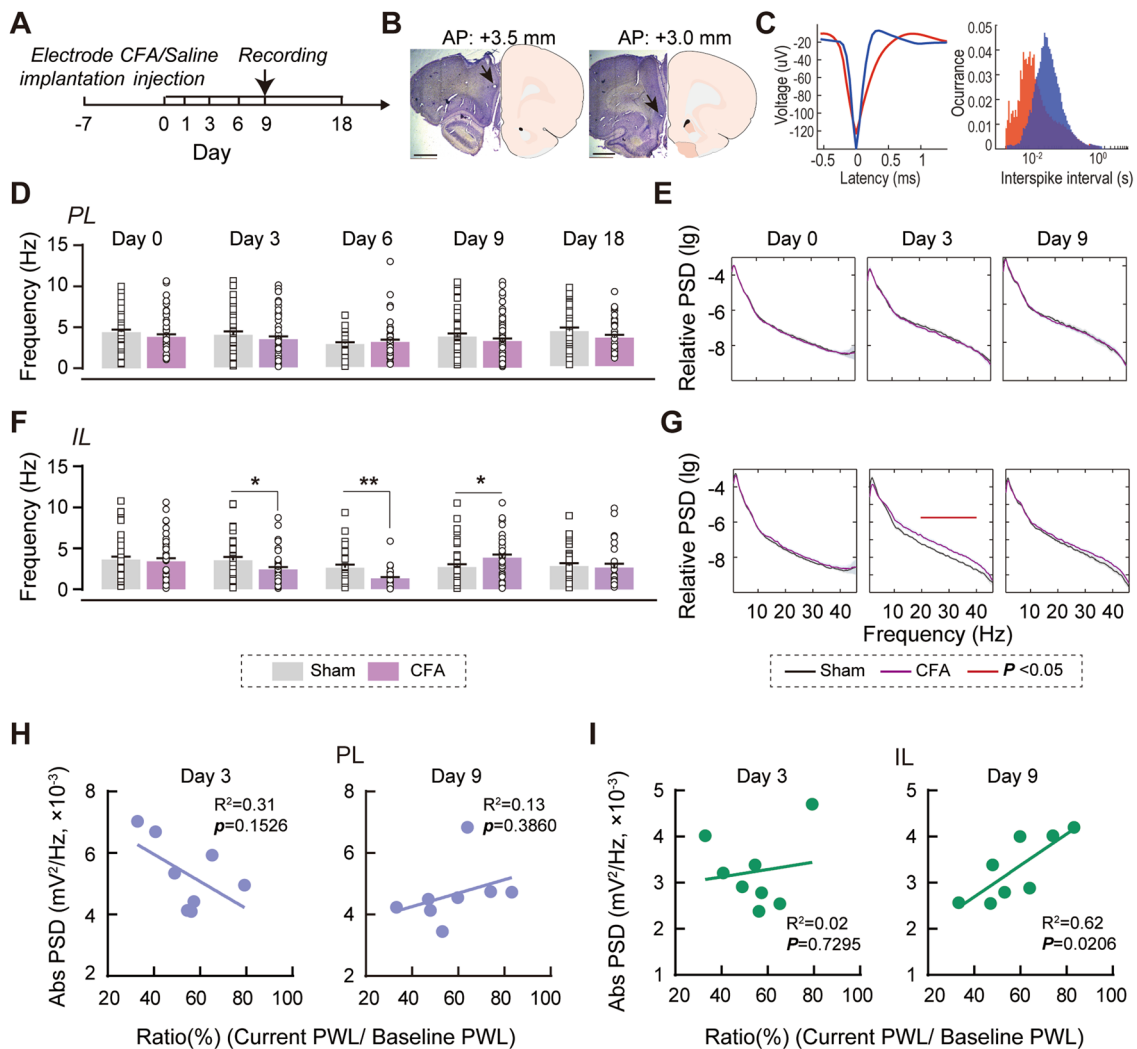 A
Electrode CFA/Saline Recording
implantation injection
-7 0 1 3 6 9 18
Day
B
AP: +3.5 mm AP: +3.0 mm
C
Voltage (uV)
-20
-40
-60
-80
-100
-120
-0.5 0 0.5 1
Latency (ms)
Ocurrance
0.05
0.04
0.03
0.02
0.01
0
10⁻² 10⁰
Interspike interval (s)
D
PL
Day 0 Day 3 Day 6 Day 9 Day 18
Frequency (Hz)
15
10
5
0
E
Day 0 Day 3 Day 9
Relative PSD (lg)
-4
-6
-8
F
IL
Frequency (Hz)
15
10
5
0
* ** *
G
Relative PSD (lg)
-4
-6
-8
10 20 30 40 10 20 30 40 10 20 30 40
Frequency (Hz)
Sham CFA
Sham CFA P <0.05
H
PL
Day 3 Day 9
Abs PSD (mV²/Hz, ×10⁻³)
8
6
4
2
R²=0.31
p=0.1526
20 40 60 80 100
8
6
4
2
R²=0.13
p=0.3860
20 40 60 80 100
Ratio(%) (Current PWL/ Baseline PWL)
I
IL
Day 3 Day 9
Abs PSD (mV²/Hz, ×10⁻³)
5
4
3
2
1
R²=0.02
P=0.7295
20 40 60 80 100
5
4
3
2
1
R²=0.62
P=0.0206
20 40 60 80 100
Ratio(%) (Current PWL/ Baseline PWL)